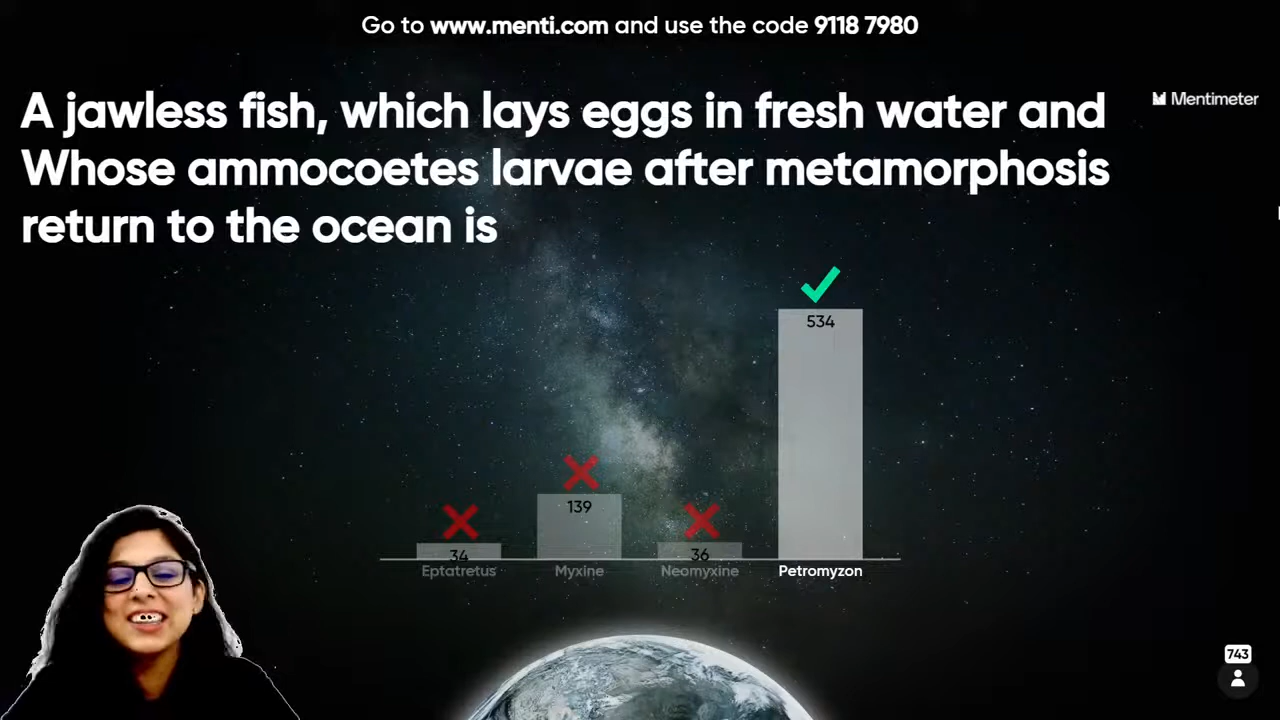 Go to www.menti.com and use the code 9118 7980
A jawless fish, which lays eggs in fresh water and
Whose ammocoetes larvae after metamorphosis
return to the ocean is
Mentimeter
534
139
34
36
Eptatretus Myxine Neomyxine Petromyzon
743